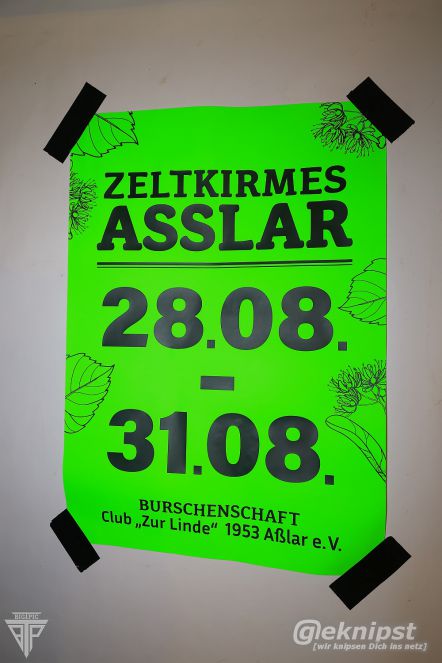 ZELTKIRMES
ASSLAR
28.08.
–
31.08.
BURSCHENSCHAFT
Club „Zur Linde“ 1953 Aßlar e.V.
@eknipst
[wir knipsen Dich ins netz]